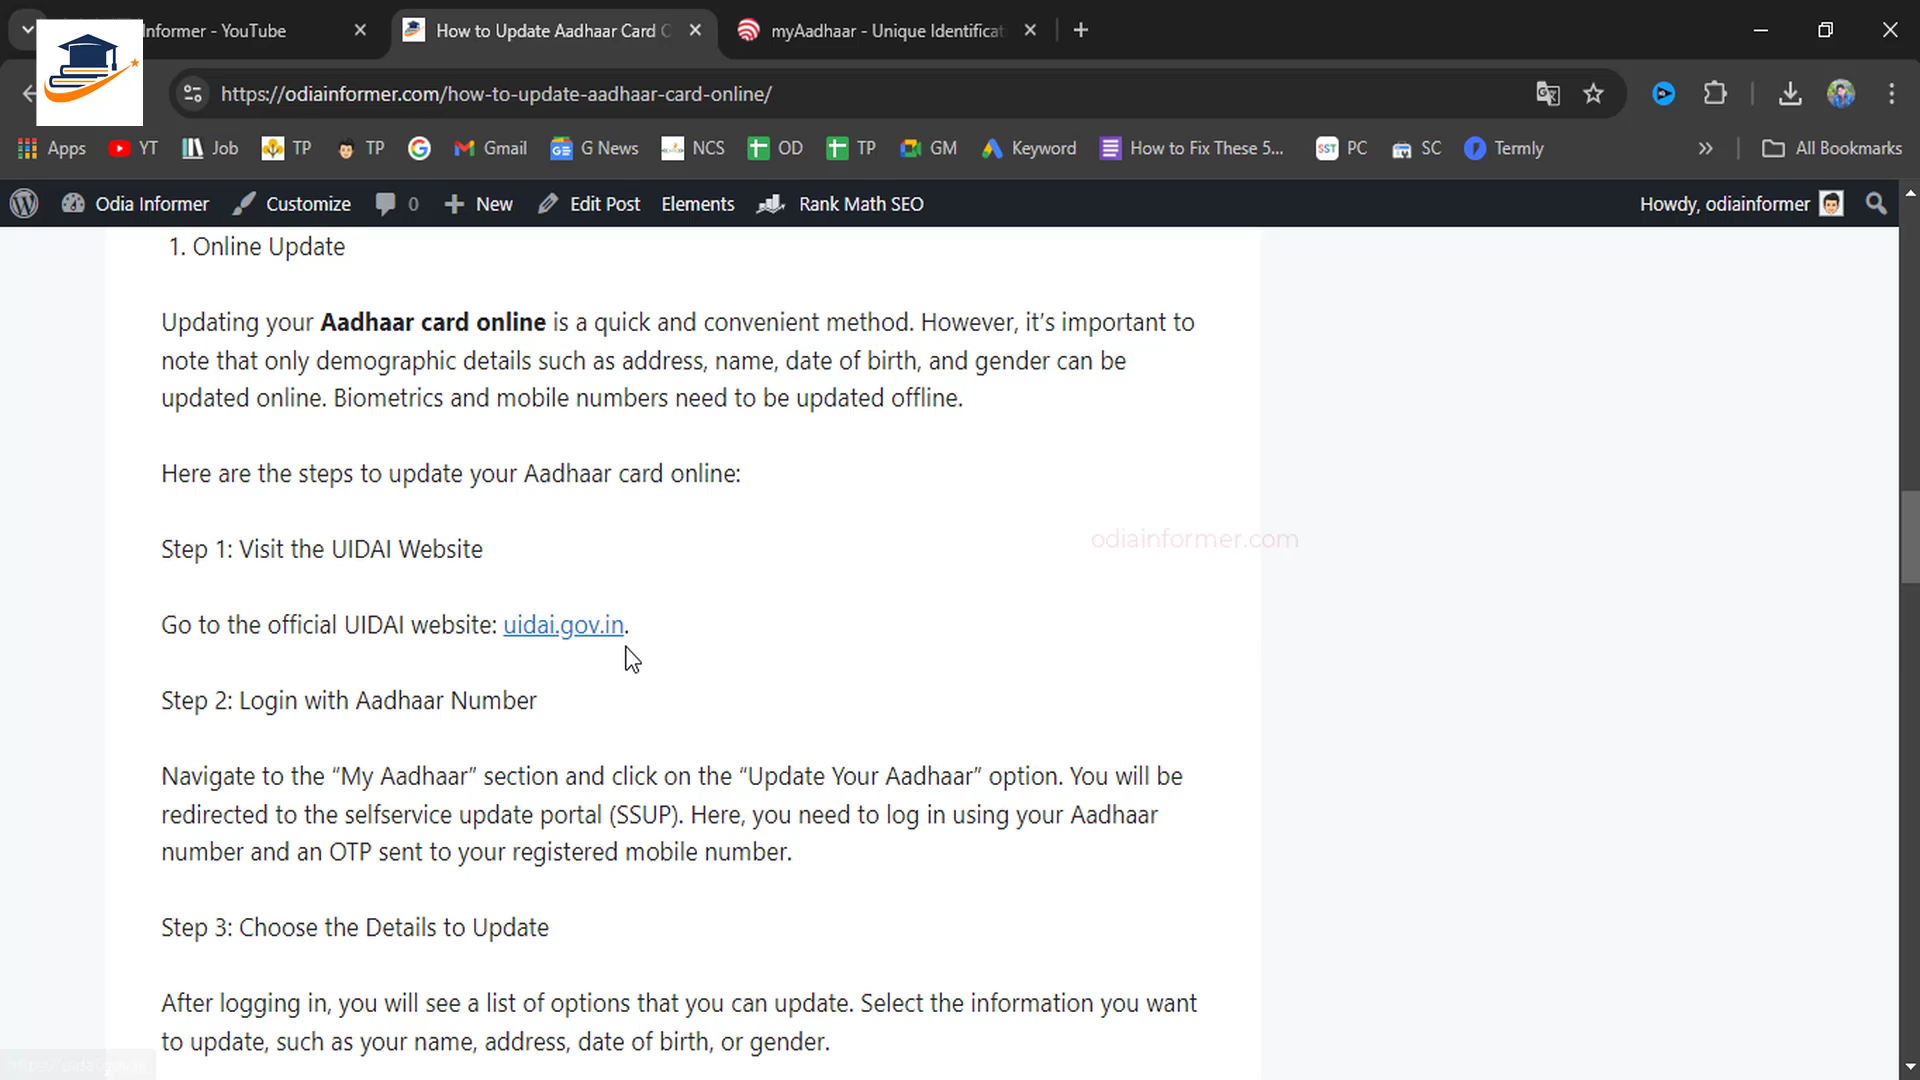 Informer - YouTube
How to Update Aadhaar Card
myAadhaar - Unique Identificat
https://odiainformer.com/how-to-update-aadhaar-card-online/
Apps YT Job TP TP Gmail G News NCS OD TP GM Keyword How to Fix These 5... PC SC Termly » All Bookmarks
Odia Informer Customize 0 New Edit Post Elements Rank Math SEO Howdy, odiainformer
1. Online Update
Updating your Aadhaar card online is a quick and convenient method. However, it’s important to
note that only demographic details such as address, name, date of birth, and gender can be
updated online. Biometrics and mobile numbers need to be updated offline.
Here are the steps to update your Aadhaar card online:
odiainformer.com
Step 1: Visit the UIDAI Website
Go to the official UIDAI website: uidai.gov.in.
Step 2: Login with Aadhaar Number
Navigate to the “My Aadhaar” section and click on the “Update Your Aadhaar” option. You will be
redirected to the selfservice update portal (SSUP). Here, you need to log in using your Aadhaar
number and an OTP sent to your registered mobile number.
Step 3: Choose the Details to Update
After logging in, you will see a list of options that you can update. Select the information you want
to update, such as your name, address, date of birth, or gender.